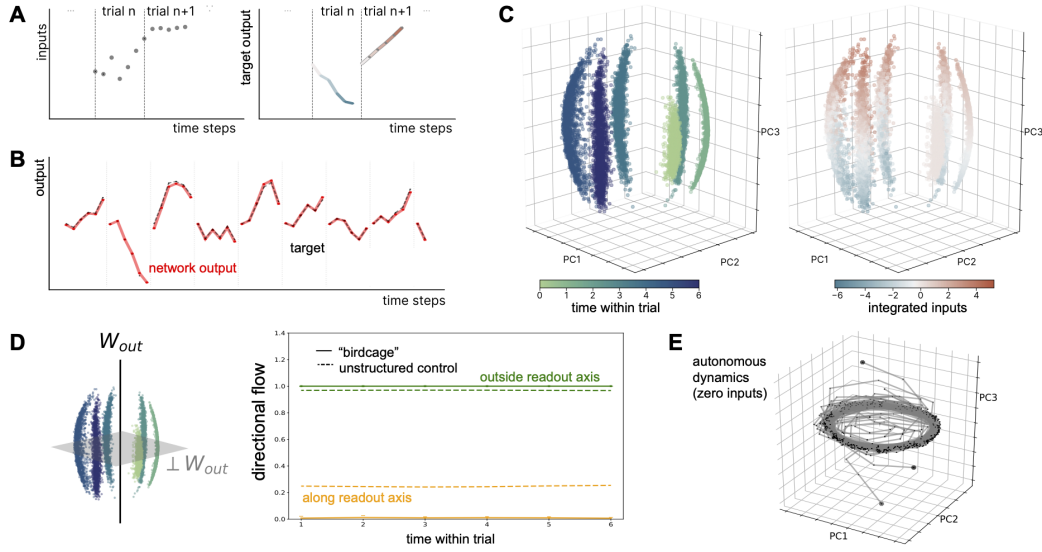 A
... trial n trial n+1
inputs
time steps
... trial n trial n+1 ...
target output
time steps
B
output
target
network output
time steps
C
PC3
PC1
PC2
0 1 2 3 4 5 6
time within trial
PC3
PC1
PC2
−6 −4 −2 0 2 4
integrated inputs
D
Wout
⊥ Wout
directional flow
1.4
1.2
1.0
0.8
0.6
0.4
0.2
0.0
"birdcage"
unstructured control
outside readout axis
along readout axis
1 2 3 4 5 6
time within trial
E
autonomous
dynamics
(zero inputs)
PC3
PC2
PC1